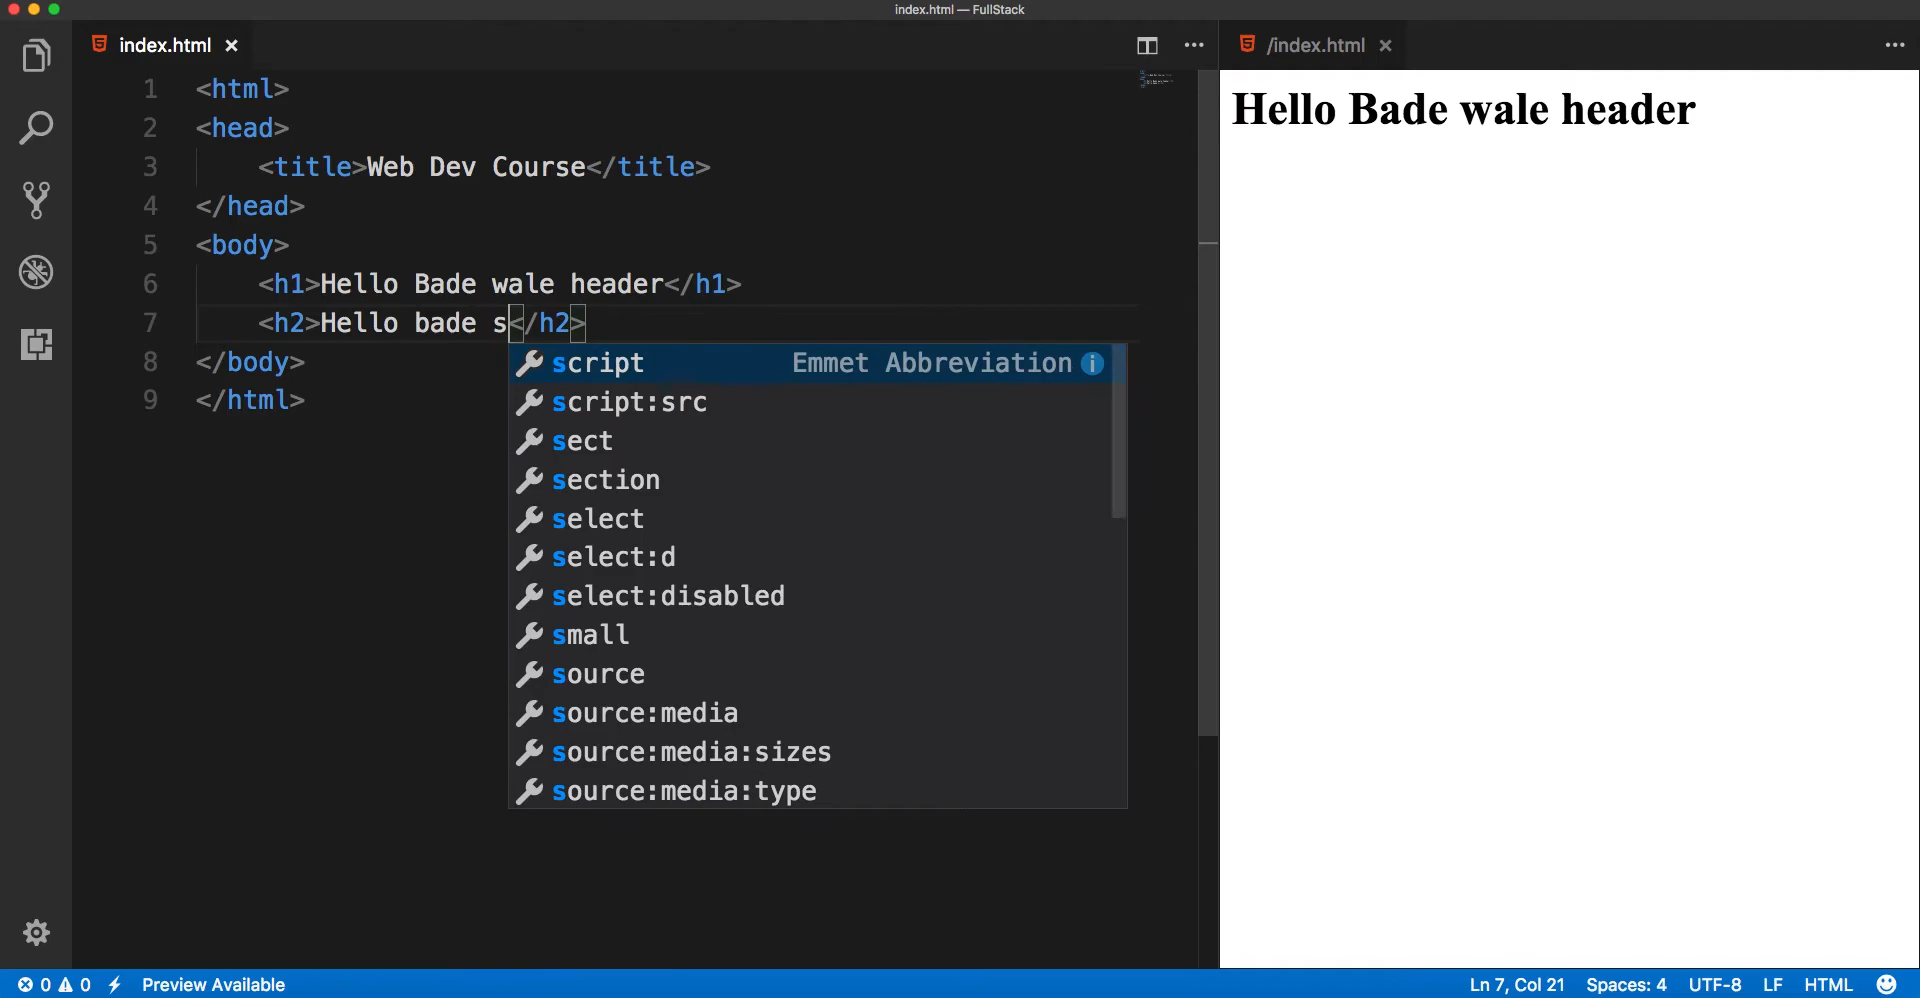 index.html — FullStack
index.html
/index.html
1 <html>
2 <head>
3 <title>Web Dev Course</title>
4 </head>
5 <body>
6 <h1>Hello Bade wale header</h1>
7 <h2>Hello bade s</h2>
8 </body>
9 </html>
script Emmet Abbreviation
script:src
sect
section
select
select:d
select:disabled
small
source
source:media
source:media:sizes
source:media:type
Hello Bade wale header
0 0 Preview Available
Ln 7, Col 21 Spaces: 4 UTF-8 LF HTML